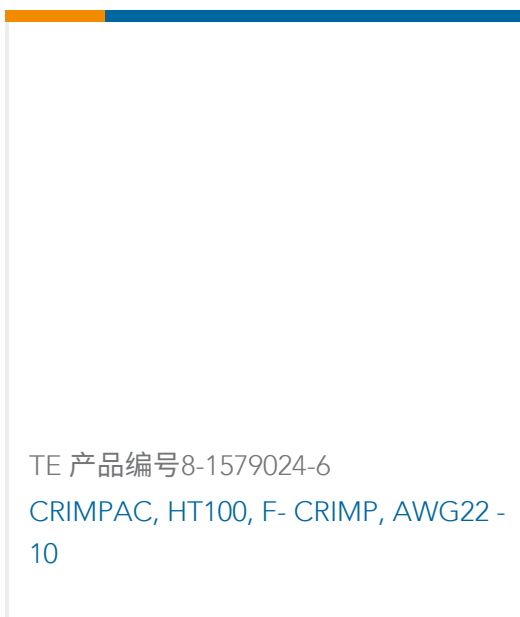 TE 产品编号8-1579024-6
CRIMPAC, HT100, F- CRIMP, AWG22 -
10